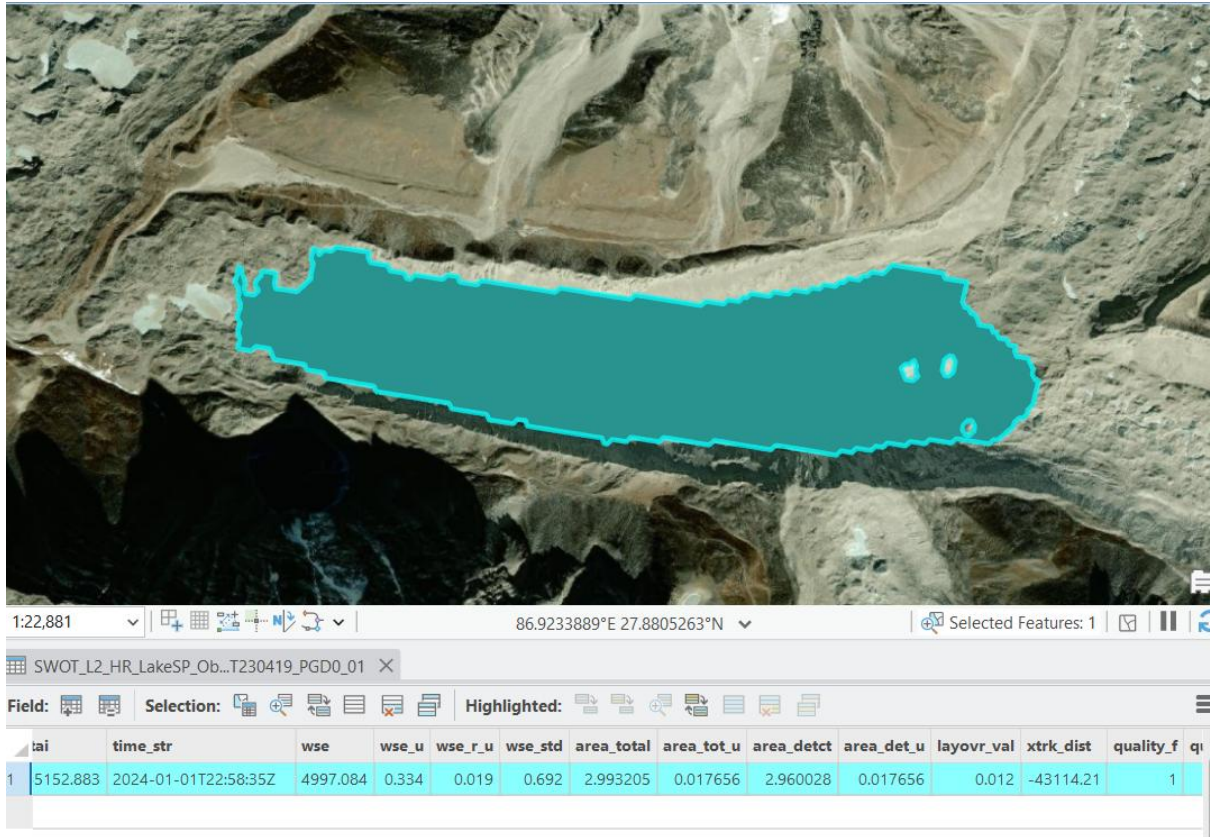 1:22,881 86.9233889°E 27.8805263°N Selected Features: 1
SWOT_L2_HR_LakeSP_Ob...T230419_PGD0_01
Field: Selection: Highlighted:
tai time_str wse wse_u wse_r_u wse_std area_total area_tot_u area_detct area_det_u layovr_val xtrk_dist quality_f qu
1 5152.883 2024-01-01T22:58:35Z 4997.084 0.334 0.019 0.692 2.993205 0.017656 2.960028 0.017656 0.012 -43114.21 1